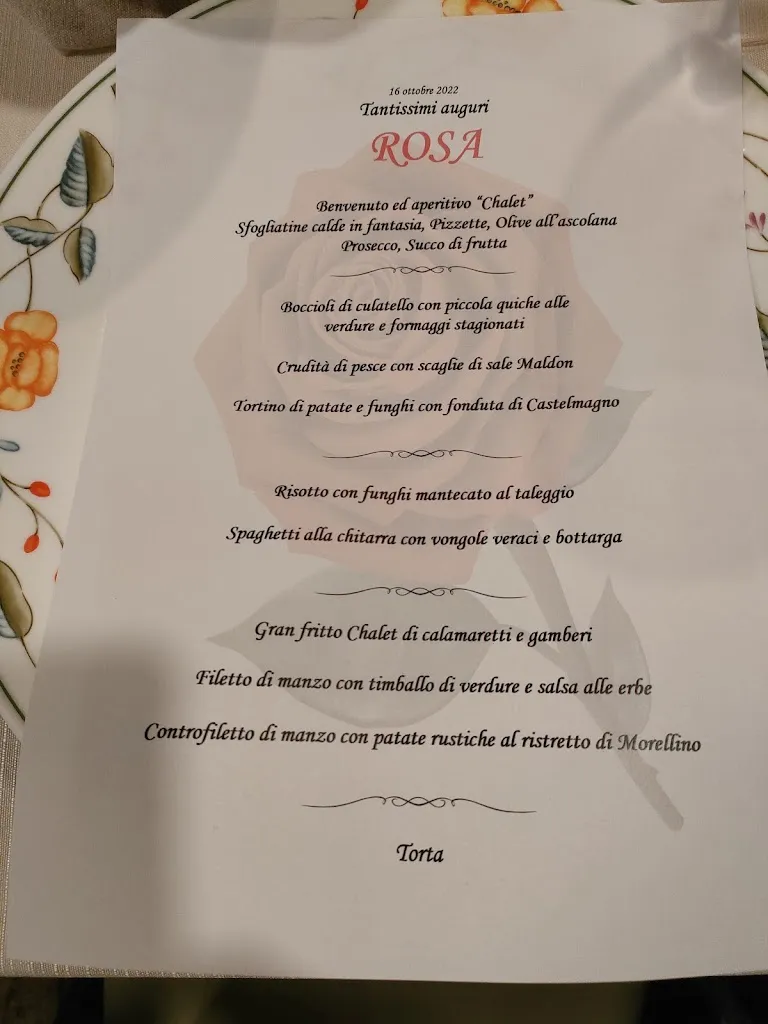 16 ottobre 2022
Tantissimi auguri
ROSA
Benvenuto ed aperitivo “Chalet”
Sfogliatine calde in fantasia, Pizzette, Olive all’ascolana
Prosecco, Succo di frutta
Boccioli di culatello con piccola quiche alle
verdure e formaggi stagionati
Crudità di pesce con scaglie di sale Maldon
Tortino di patate e funghi con fonduta di Castelmagno
Risotto con funghi mantecato al taleggio
Spaghetti alla chitarra con vongole veraci e bottarga
Gran fritto Chalet di calamaretti e gamberi
Filetto di manzo con timballo di verdure e salsa alle erbe
Controfiletto di manzo con patate rustiche al ristretto di Morellino
Torta